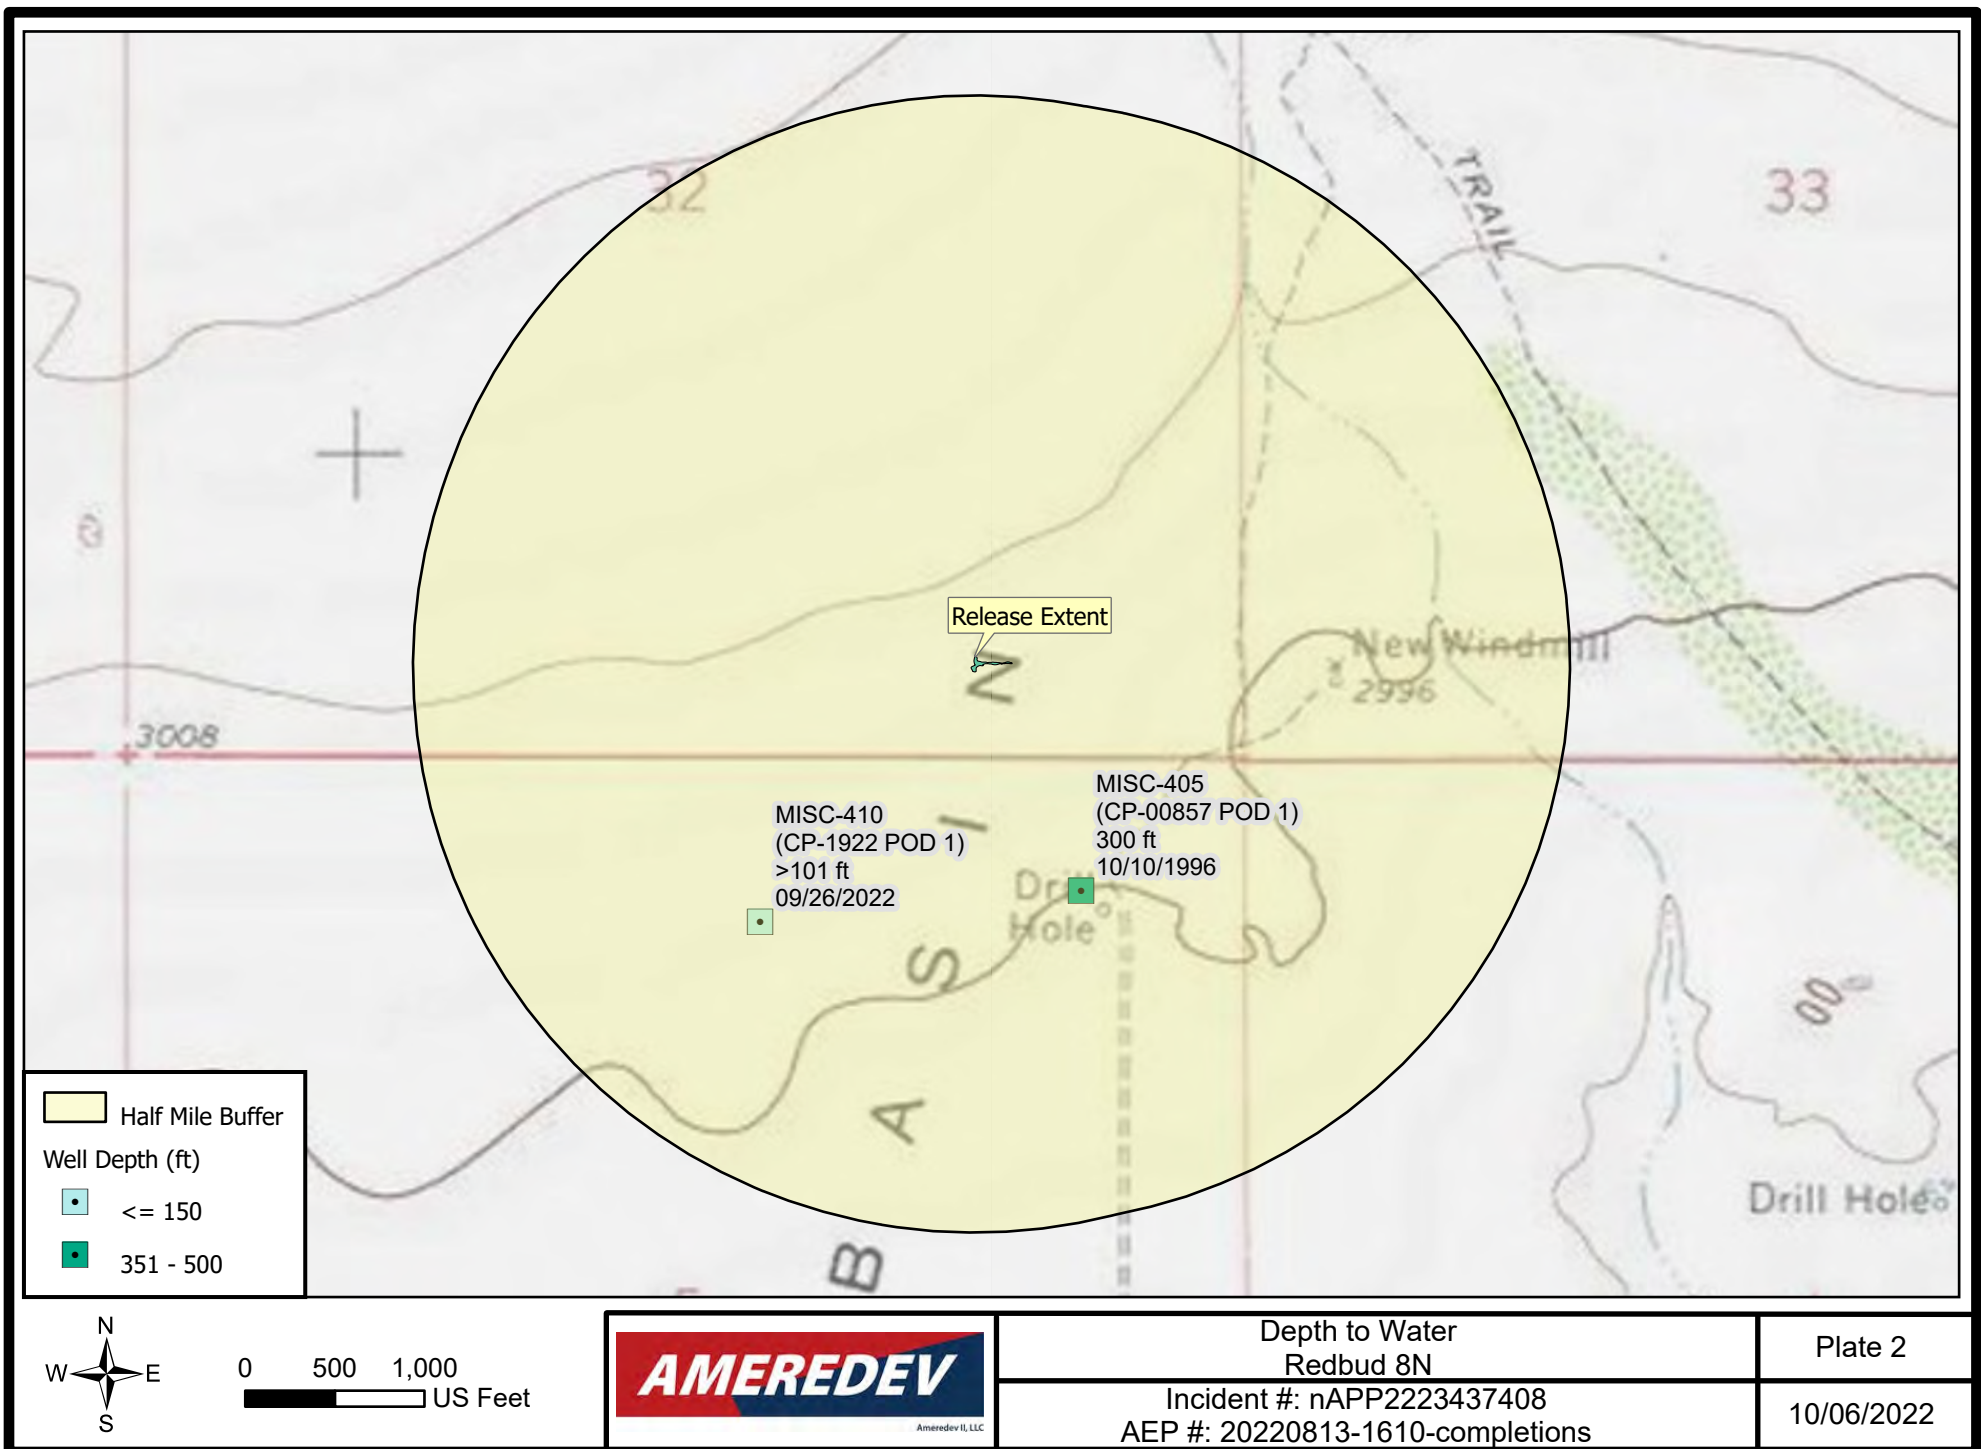 32
33
TRAIL
Release Extent
New Windmill
2996
3008
MISC-405
(CP-00857 POD 1)
300 ft
10/10/1996
MISC-410
(CP-1922 POD 1)
>101 ft
09/26/2022
Drill
Hole
B A S I N
Drill Hole
Half Mile Buffer
Well Depth (ft)
<= 150
351 - 500
N
W E
S
0 500 1,000
US Feet
AMEREDEV
Ameredev II, LLC
Depth to Water
Redbud 8N
Incident #: nAPP2223437408
AEP #: 20220813-1610-completions
Plate 2
10/06/2022